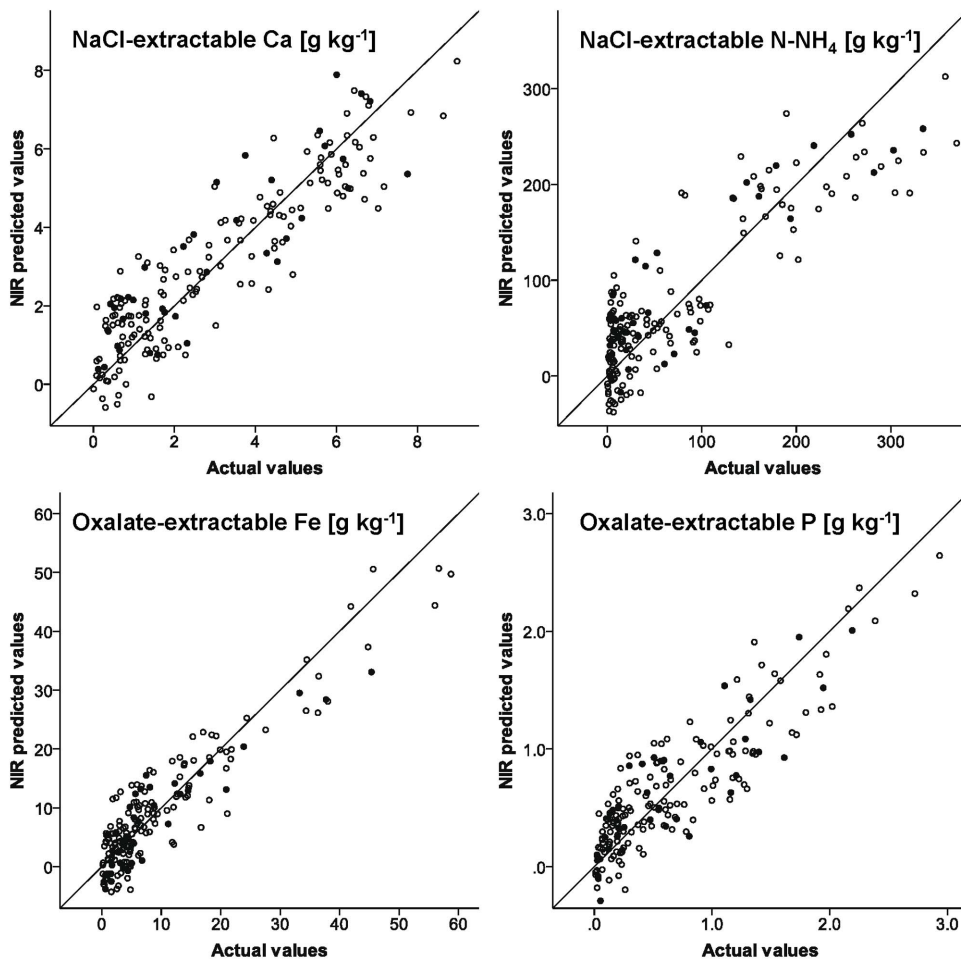 NaCl-extractable Ca [g kg⁻¹]
NIR predicted values
8
6
4
2
0
0 2 4 6 8
Actual values
NaCl-extractable N-NH₄ [g kg⁻¹]
NIR predicted values
300
200
100
0
0 100 200 300
Actual values
Oxalate-extractable Fe [g kg⁻¹]
NIR predicted values
60
50
40
30
20
10
0
0 10 20 30 40 50 60
Actual values
Oxalate-extractable P [g kg⁻¹]
NIR predicted values
3.0
2.0
1.0
.0
.0 1.0 2.0 3.0
Actual values